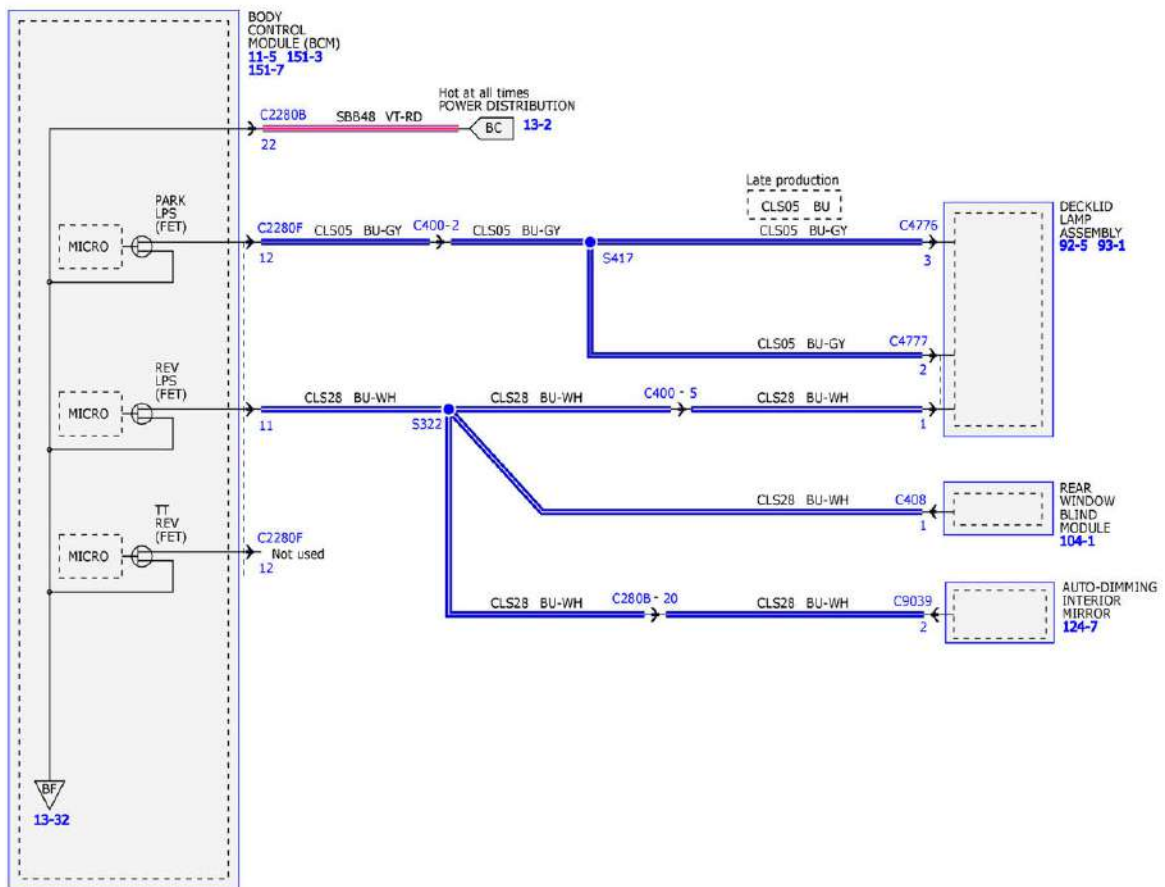 BODY
CONTROL
MODULE (BCM)
11-5 151-3
151-7
Hot at all times
POWER DISTRIBUTION
C2280B SBB48 VT-RD BC 13-2
22
PARK
LPS
(FET)
MICRO
C2280F CLS05 BU-GY C400-2 CLS05 BU-GY
12
S417
Late production
CLS05 BU
CLS05 BU-GY C4776
3
DECKLID
LAMP
ASSEMBLY
92-5 93-1
CLS05 BU-GY C4777
2
REV
LPS
(FET)
MICRO
CLS28 BU-WH CLS28 BU-WH C400 - 5 CLS28 BU-WH
11
S322
1
CLS28 BU-WH C408
1
REAR
WINDOW
BLIND
MODULE
104-1
TT
REV
(FET)
MICRO
C2280F
Not used
12
CLS28 BU-WH C280B - 20 CLS28 BU-WH C9039
2
AUTO-DIMMING
INTERIOR
MIRROR
124-7
BF
13-32